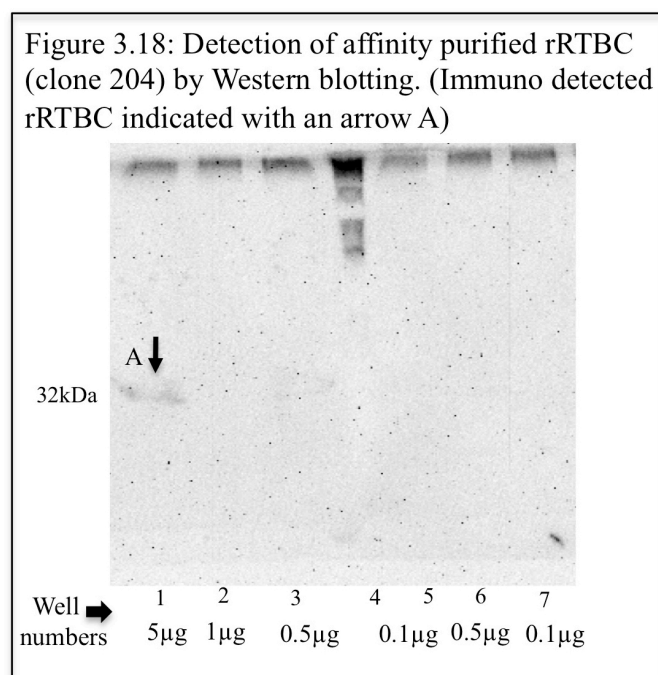 Figure 3.18: Detection of affinity purified rRTBC
(clone 204) by Western blotting. (Immuno detected
rRTBC indicated with an arrow A)
A
32kDa
Well
numbers
1 2 3 4 5 6 7
5µg 1µg 0.5µg 0.1µg 0.5µg 0.1µg